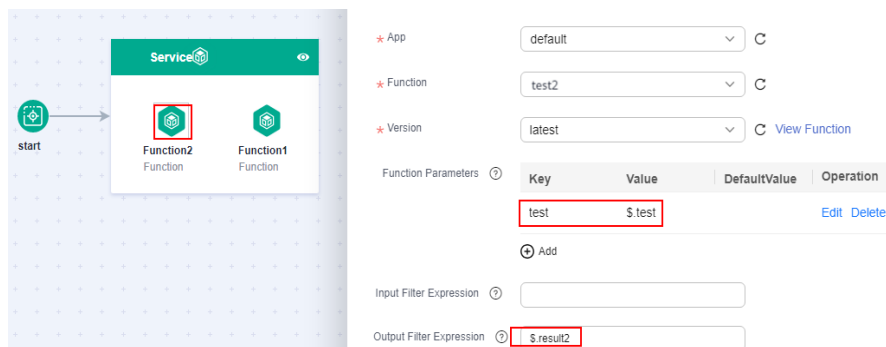 Service
start
Function2
Function
Function1
Function
* App
default
* Function
test2
* Version
latest
View Function
Function Parameters ?
Key Value DefaultValue Operation
test $.test Edit Delete
Add
Input Filter Expression ?
Output Filter Expression ? $.result2